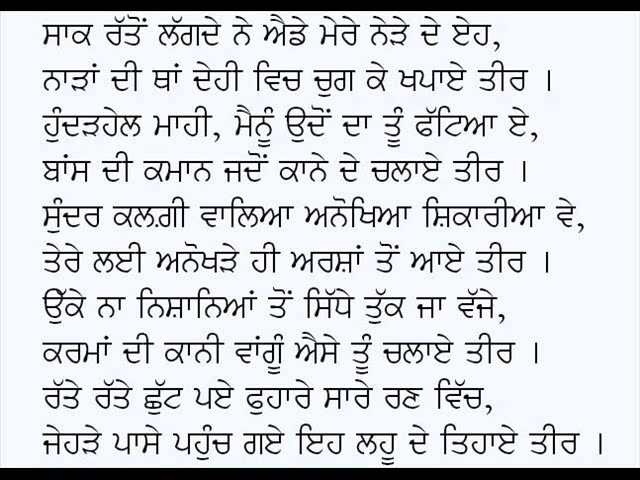 ਸਾਕ ਰੱਤੋਂ ਲੱਗਦੇ ਨੇ ਐਡੇ ਮੇਰੇ ਨੇੜੇ ਦੇ ਏਹ,
ਨਾੜਾਂ ਦੀ ਥਾਂ ਦੇਹੀ ਵਿਚ ਚੁਗ ਕੇ ਖਪਾਏ ਤੀਰ ।
ਹੁੰਦੜਹੇਲ ਮਾਹੀ, ਮੈਨੂੰ ਉਦੋਂ ਦਾ ਤੂੰ ਫੱਟਿਆ ਏ,
ਬਾਂਸ ਦੀ ਕਮਾਨ ਜਦੋਂ ਕਾਨੇ ਦੇ ਚਲਾਏ ਤੀਰ ।
ਸੁੰਦਰ ਕਲਗ਼ੀ ਵਾਲਿਆ ਅਨੋਖਿਆ ਸ਼ਿਕਾਰੀਆ ਵੇ,
ਤੇਰੇ ਲਈ ਅਨੋਖੜੇ ਹੀ ਅਰਸ਼ਾਂ ਤੋਂ ਆਏ ਤੀਰ ।
ਉੱਕੇ ਨਾ ਨਿਸ਼ਾਨਿਆਂ ਤੋਂ ਸਿੱਧੇ ਤੁੱਕ ਜਾ ਵੱਜੇ,
ਕਰਮਾਂ ਦੀ ਕਾਨੀ ਵਾਂਗੂੰ ਐਸੇ ਤੂੰ ਚਲਾਏ ਤੀਰ ।
ਰੱਤੇ ਰੱਤੇ ਛੁੱਟ ਪਏ ਫੁਹਾਰੇ ਸਾਰੇ ਰਣ ਵਿੱਚ,
ਜੇਹੜੇ ਪਾਸੇ ਪਹੁੰਚ ਗਏ ਇਹ ਲਹੂ ਦੇ ਤਿਹਾਏ ਤੀਰ ।